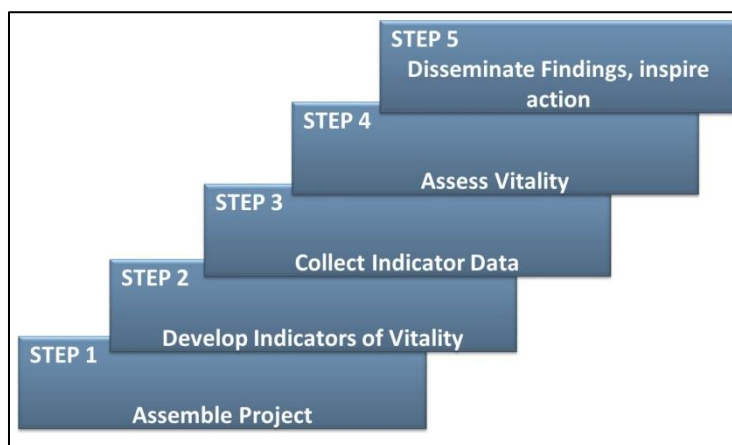 STEP 5
Disseminate Findings, inspire
action
STEP 4
Assess Vitality
STEP 3
Collect Indicator Data
STEP 2
Develop Indicators of Vitality
STEP 1
Assemble Project